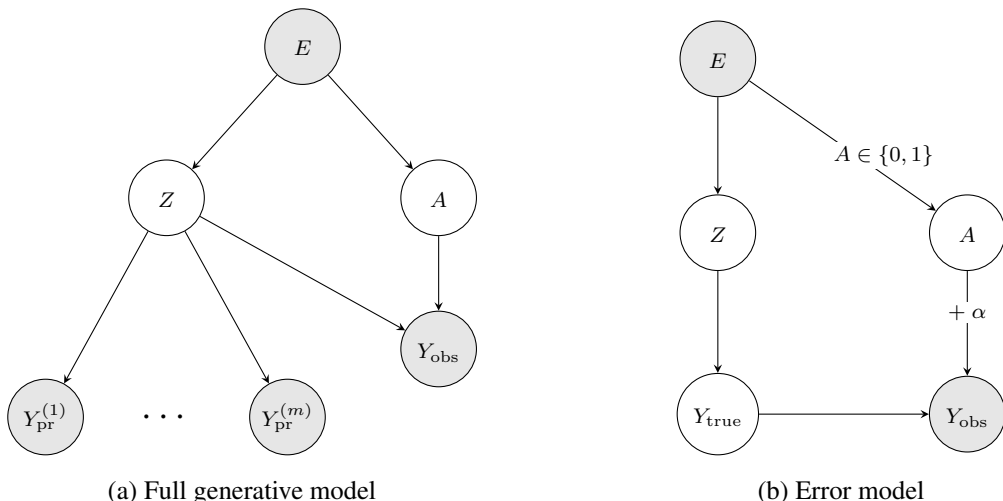 E
Z
A
Y_obs
Y_pr^(1)
· · ·
Y_pr^(m)
(a) Full generative model
E
A ∈ {0, 1}
Z
A
+ α
Y_true
Y_obs
(b) Error model